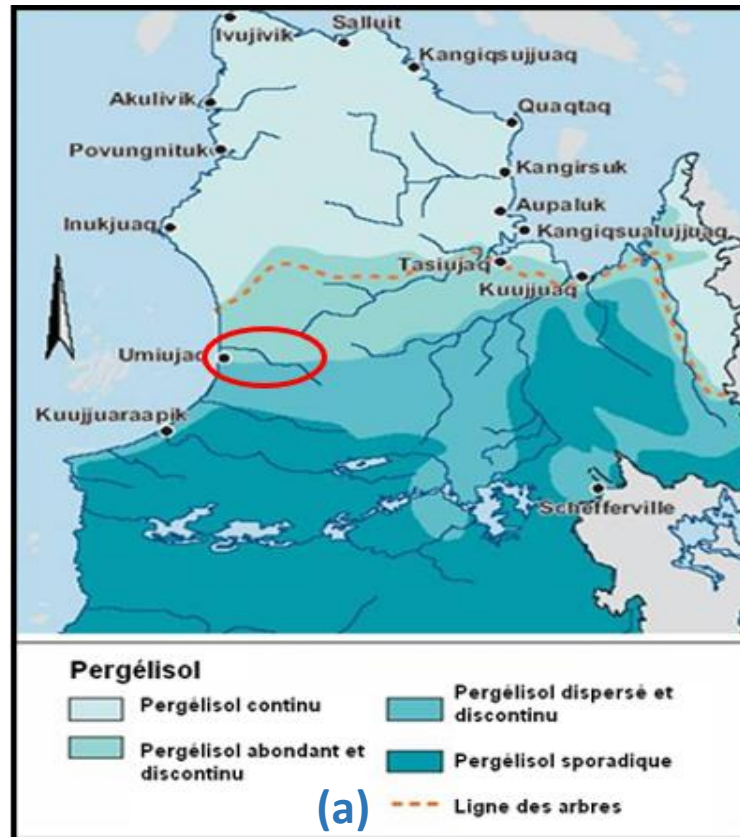 Ivujivik
Salluit
Kangiqsujjuaq
Akulivik
Quaqtaq
Povungnituk
Kangirsuk
Aupaluk
Inukjuaq
Kangiqsualujjuaq
Tasiujaq
Kuujjuaq
Umiujaq
Kuujjuaraapik
Schefferville
Pergélisol
Pergélisol continu
Pergélisol abondant et
discontinu
Pergélisol dispersé et
discontinu
Pergélisol sporadique
Ligne des arbres
(a)